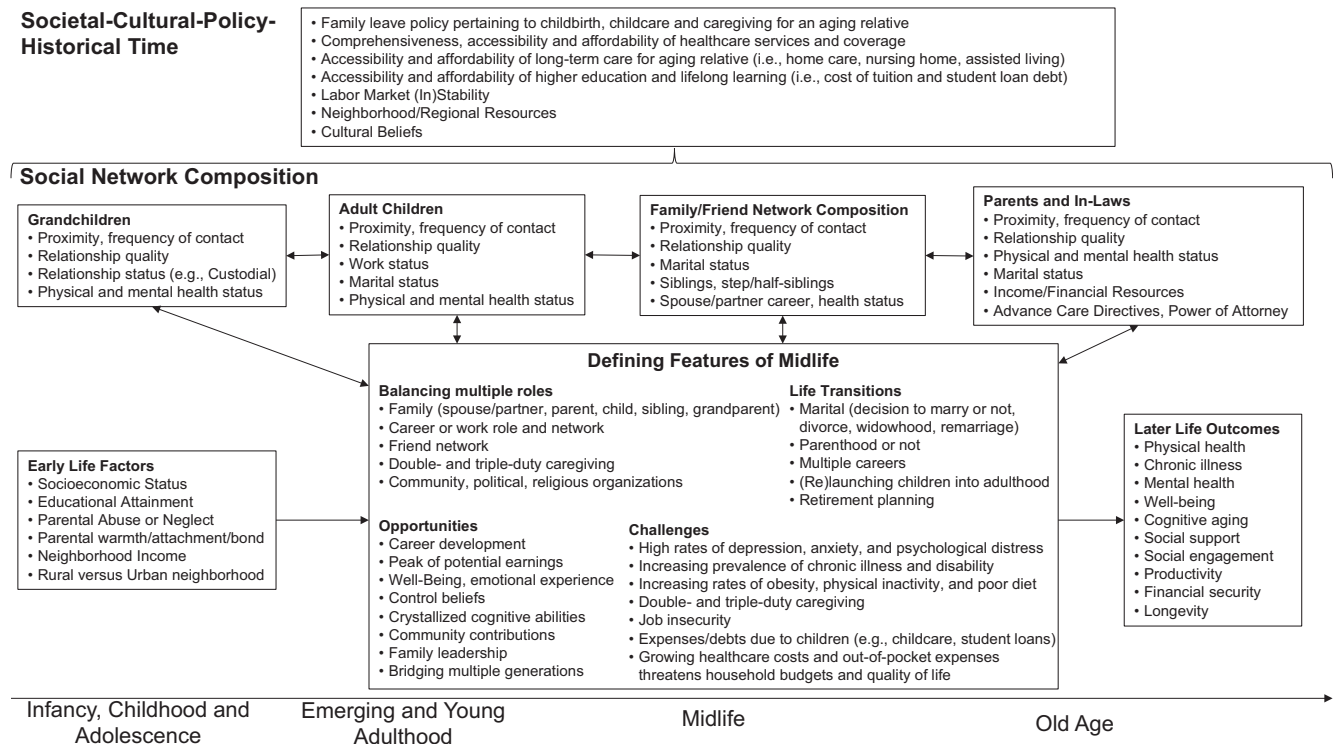 Societal-Cultural-Policy-
Historical Time
• Family leave policy pertaining to childbirth, childcare and caregiving for an aging relative
• Comprehensiveness, accessibility and affordability of healthcare services and coverage
• Accessibility and affordability of long-term care for aging relative (i.e., home care, nursing home, assisted living)
• Accessibility and affordability of higher education and lifelong learning (i.e., cost of tuition and student loan debt)
• Labor Market (In)Stability
• Neighborhood/Regional Resources
• Cultural Beliefs
Social Network Composition
Grandchildren
• Proximity, frequency of contact
• Relationship quality
• Relationship status (e.g., Custodial)
• Physical and mental health status
Adult Children
• Proximity, frequency of contact
• Relationship quality
• Work status
• Marital status
• Physical and mental health status
Family/Friend Network Composition
• Proximity, frequency of contact
• Relationship quality
• Marital status
• Siblings, step/half-siblings
• Spouse/partner career, health status
Parents and In-Laws
• Proximity, frequency of contact
• Relationship quality
• Physical and mental health status
• Marital status
• Income/Financial Resources
• Advance Care Directives, Power of Attorney
Early Life Factors
• Socioeconomic Status
• Educational Attainment
• Parental Abuse or Neglect
• Parental warmth/attachment/bond
• Neighborhood Income
• Rural versus Urban neighborhood
Defining Features of Midlife
Balancing multiple roles
• Family (spouse/partner, parent, child, sibling, grandparent)
• Career or work role and network
• Friend network
• Double- and triple-duty caregiving
• Community, political, religious organizations
Life Transitions
• Marital (decision to marry or not,
divorce, widowhood, remarriage)
• Parenthood or not
• Multiple careers
• (Re)launching children into adulthood
• Retirement planning
Opportunities
• Career development
• Peak of potential earnings
• Well-Being, emotional experience
• Control beliefs
• Crystallized cognitive abilities
• Community contributions
• Family leadership
• Bridging multiple generations
Challenges
• High rates of depression, anxiety, and psychological distress
• Increasing prevalence of chronic illness and disability
• Increasing rates of obesity, physical inactivity, and poor diet
• Double- and triple-duty caregiving
• Job insecurity
• Expenses/debts due to children (e.g., childcare, student loans)
• Growing healthcare costs and out-of-pocket expenses
threatens household budgets and quality of life
Later Life Outcomes
• Physical health
• Chronic illness
• Mental health
• Well-being
• Cognitive aging
• Social support
• Social engagement
• Productivity
• Financial security
• Longevity
Infancy, Childhood and
Adolescence
Emerging and Young
Adulthood
Midlife
Old Age